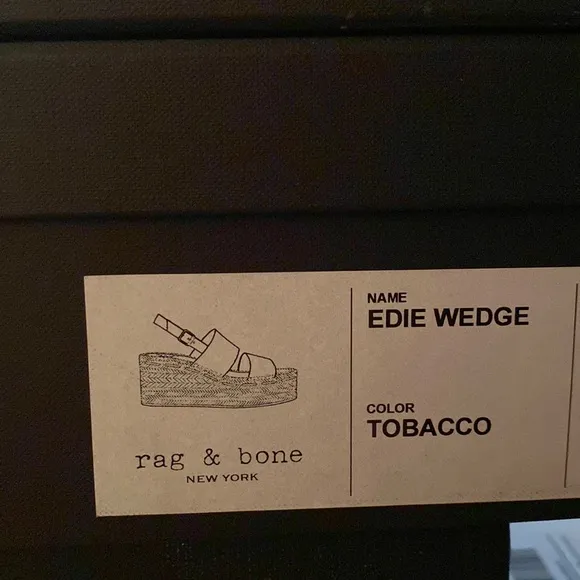 rag & bone
NEW YORK
NAME
EDIE WEDGE
COLOR
TOBACCO